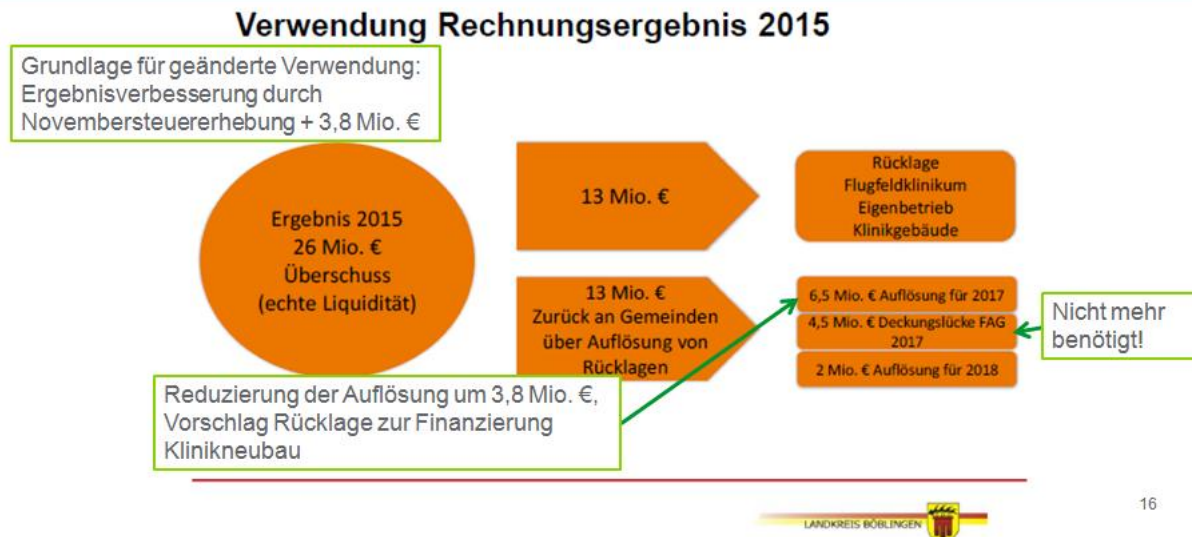 Verwendung Rechnungsergebnis 2015
Grundlage für geänderte Verwendung:
Ergebnisverbesserung durch
Novembersteuererhebung + 3,8 Mio. €
Ergebnis 2015
26 Mio. €
Überschuss
(echte Liquidität)
13 Mio. €
Rücklage
Flugfeldklinikum
Eigenbetrieb
Klinikgebäude
13 Mio. €
Zurück an Gemeinden
über Auflösung von
Rücklagen
6,5 Mio. € Auflösung für 2017
4,5 Mio. € Deckungslücke FAG
2017
2 Mio. € Auflösung für 2018
Nicht mehr
benötigt!
Reduzierung der Auflösung um 3,8 Mio. €,
Vorschlag Rücklage zur Finanzierung
Klinikneubau
LANDKREIS BÖBLINGEN
16